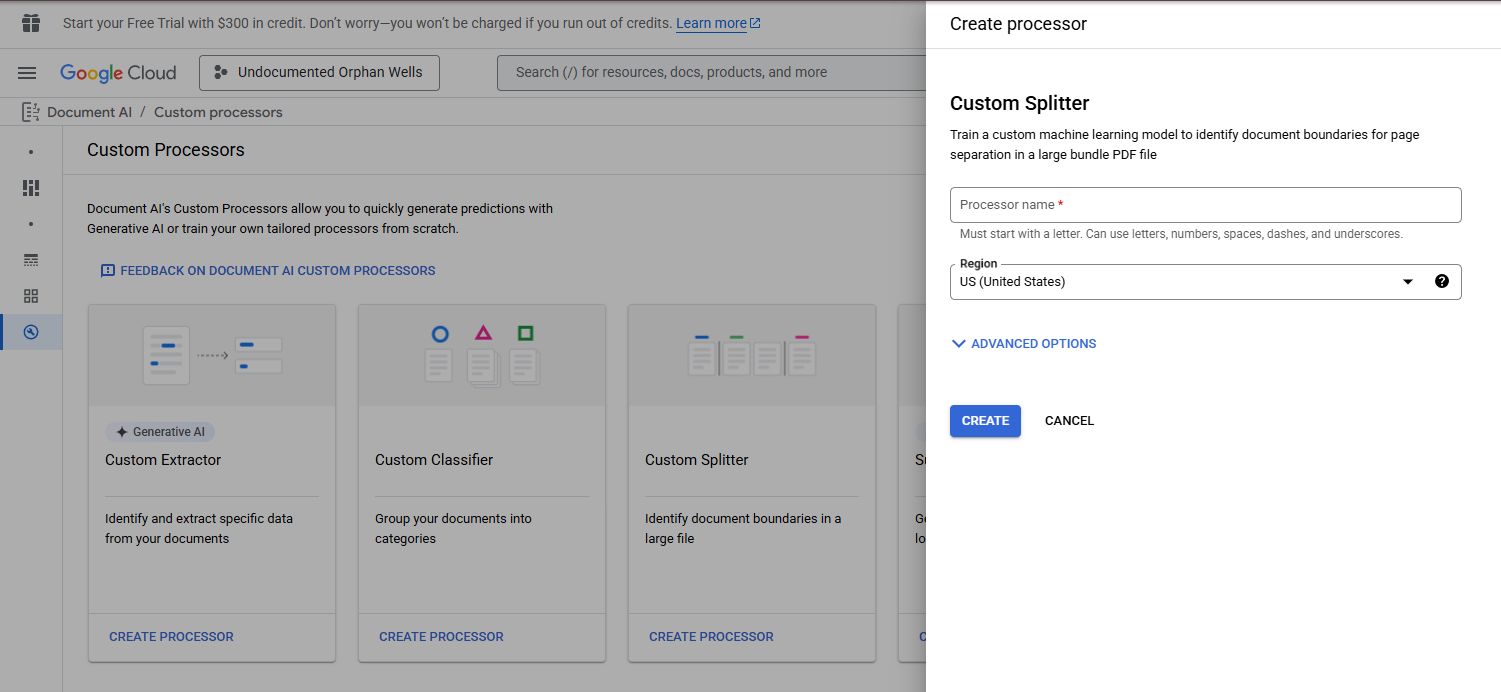 Start your Free Trial with $300 in credit. Don't worry—you won't be charged if you run out of credits. Learn more
Google Cloud
Undocumented Orphan Wells
Search (/) for resources, docs, products, and more
Document AI / Custom processors
Custom Processors
Document AI's Custom Processors allow you to quickly generate predictions with
Generative AI or train your own tailored processors from scratch.
FEEDBACK ON DOCUMENT AI CUSTOM PROCESSORS
Generative AI
Custom Extractor
Identify and extract specific data
from your documents
CREATE PROCESSOR
Custom Classifier
Group your documents into
categories
CREATE PROCESSOR
Custom Splitter
Identify document boundaries in a
large file
CREATE PROCESSOR
Create processor
Custom Splitter
Train a custom machine learning model to identify document boundaries for page
separation in a large bundle PDF file
Processor name *
Must start with a letter. Can use letters, numbers, spaces, dashes, and underscores.
Region
US (United States)
ADVANCED OPTIONS
CREATE
CANCEL